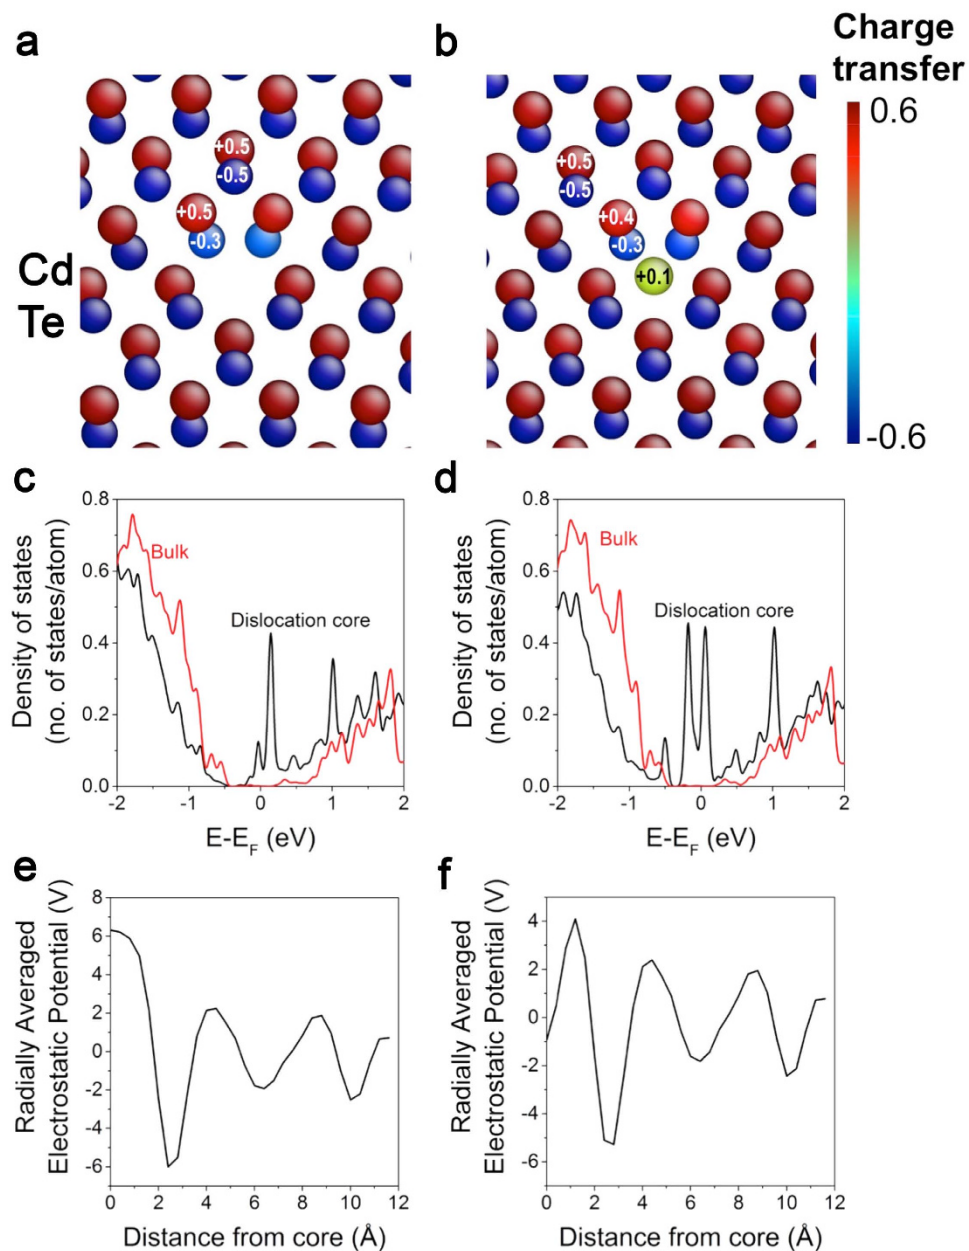 a
b
Charge
transfer
0.6
-0.6
+0.5
-0.5
+0.5
-0.3
+0.5
-0.5
+0.4
-0.3
+0.1
Cd
Te
c
Density of states
(no. of states/atom)
0.8
0.6
0.4
0.2
0.0
Bulk
Dislocation core
-2 -1 0 1 2
E-EF (eV)
d
Density of states
(no. of states/atom)
0.8
0.6
0.4
0.2
0.0
Bulk
Dislocation core
-2 -1 0 1 2
E-EF (eV)
e
Radially Averaged
Electrostatic Potential (V)
8
6
4
2
0
-2
-4
-6
0 2 4 6 8 10 12
Distance from core (Å)
f
Radially Averaged
Electrostatic Potential (V)
4
2
0
-2
-4
-6
0 2 4 6 8 10 12
Distance from core (Å)